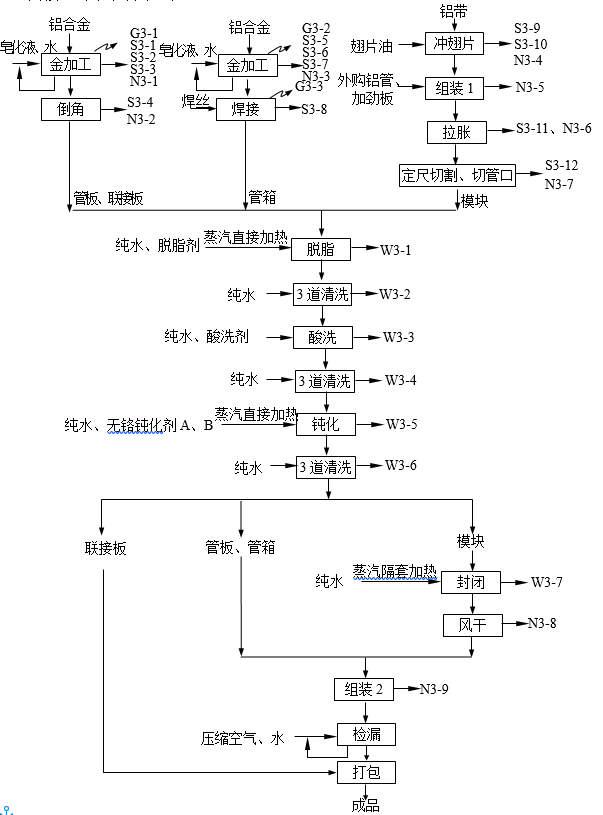 铝合金
皂化液、水
金加工
G3-1
S3-1
S3-2
S3-3
N3-1
倒角
S3-4
N3-2
管板、联接板
铝合金
皂化液、水
金加工
G3-2
S3-5
S3-6
S3-7
N3-3
G3-3
焊丝
焊接
S3-8
管箱
铝带
翅片油
冲翅片
S3-9
S3-10
N3-4
外购铝管、
加劲板
组装 1
N3-5
拉胀
S3-11、N3-6
定尺切割、切管口
S3-12
N3-7
模块
纯水、脱脂剂
蒸汽直接加热
脱脂
W3-1
纯水
3 道清洗
W3-2
纯水、酸洗剂
酸洗
W3-3
纯水
3 道清洗
W3-4
纯水、无铬钝化剂 A、B
蒸汽直接加热
钝化
W3-5
纯水
3 道清洗
W3-6
联接板
管板、管箱
模块
纯水
蒸汽隔套加热
封闭
W3-7
风干
N3-8
组装 2
N3-9
压缩空气、水
检漏
打包
成品